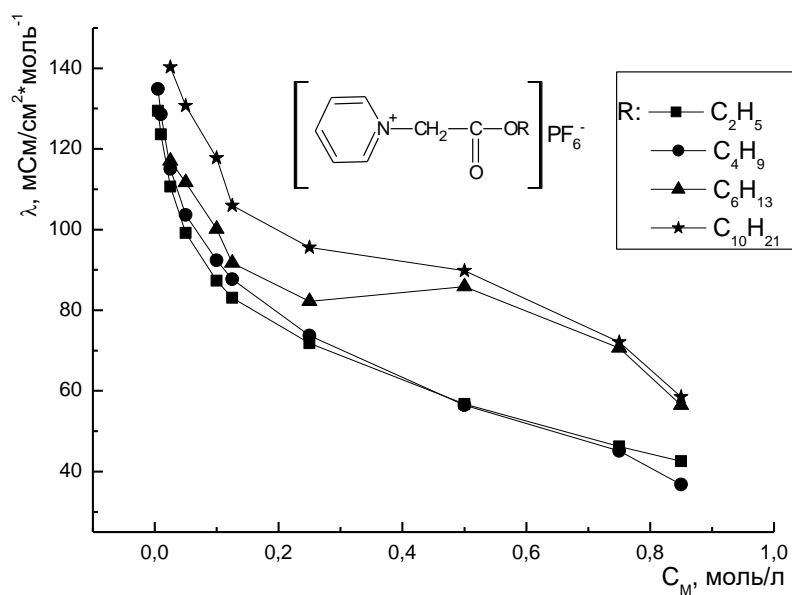 λ, мСм/см²*моль⁻¹
140
120
100
80
60
40
0,0 0,2 0,4 0,6 0,8 1,0
C_M, моль/л
N⁺ CH₂ C OR
O
PF₆⁻
R: C₂H₅
C₄H₉
C₆H₁₃
C₁₀H₂₁